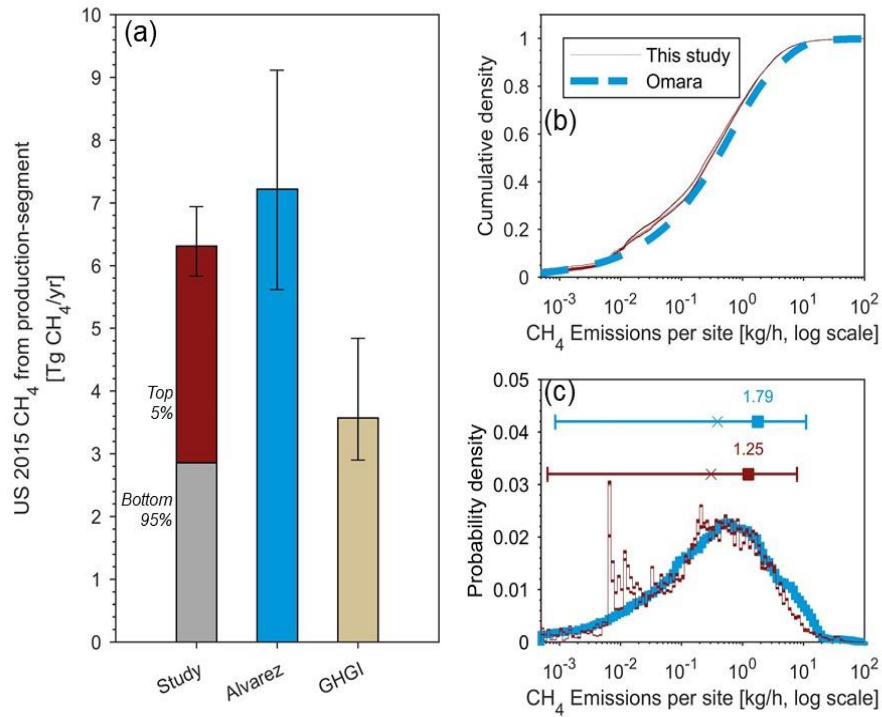 (a)
US 2015 CH4 from production-segment
[Tg CH4/yr]
10
9
8
7
6
5
4
3
2
1
0
Top
5%
Bottom
95%
Study
Alvarez
GHGI
(b)
This study
Omara
Cumulative density
1
0.8
0.6
0.4
0.2
0
10-3
10-2
10-1
100
101
102
CH4 Emissions per site [kg/h, log scale]
(c)
Probability density
0.05
0.04
0.03
0.02
0.01
0
1.79
1.25
10-3
10-2
10-1
100
101
102
CH4 Emissions per site [kg/h, log scale]